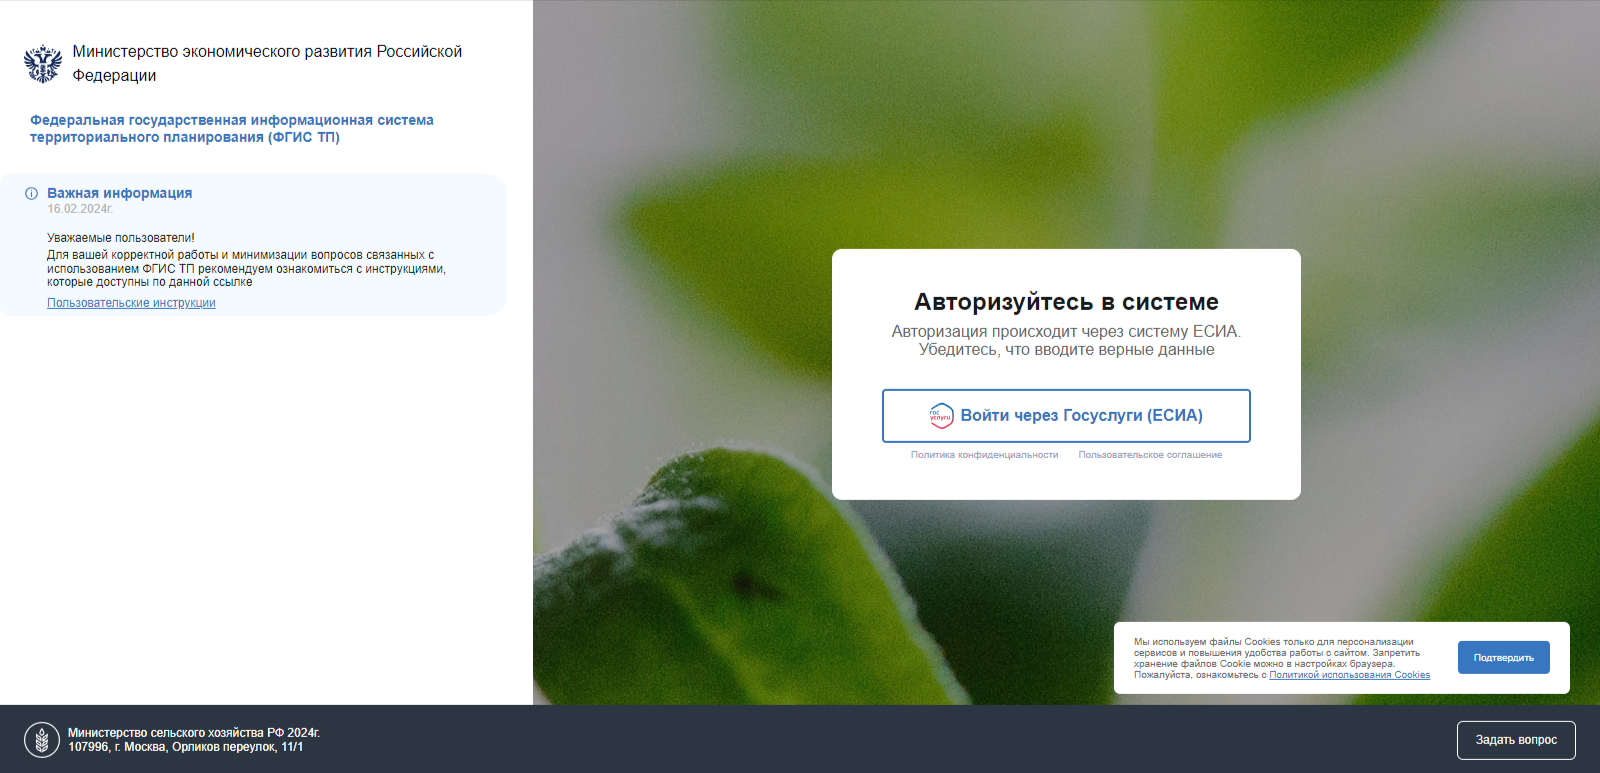 Министерство экономического развития Российской
Федерации
Федеральная государственная информационная система
территориального планирования (ФГИС ТП)
Важная информация
16.02.2024г.
Уважаемые пользователи!
Для вашей корректной работы и минимизации вопросов связанных с
использованием ФГИС ТП рекомендуем ознакомиться с инструкциями,
которые доступны по данной ссылке
Пользовательские инструкции
Авторизуйтесь в системе
Авторизация происходит через систему ЕСИА.
Убедитесь, что вводите верные данные
гос
услуги
Войти через Госуслуги (ЕСИА)
Политика конфиденциальности Пользовательское соглашение
Мы используем файлы Cookies только для персонализации
сервисов и повышения удобства работы с сайтом. Запретить
хранение файлов Cookie можно в настройках браузера.
Пожалуйста, ознакомьтесь с Политикой использования Cookies
Подтвердить
Министерство сельского хозяйства РФ 2024г.
107996, г. Москва, Орликов переулок, 11/1
Задать вопрос